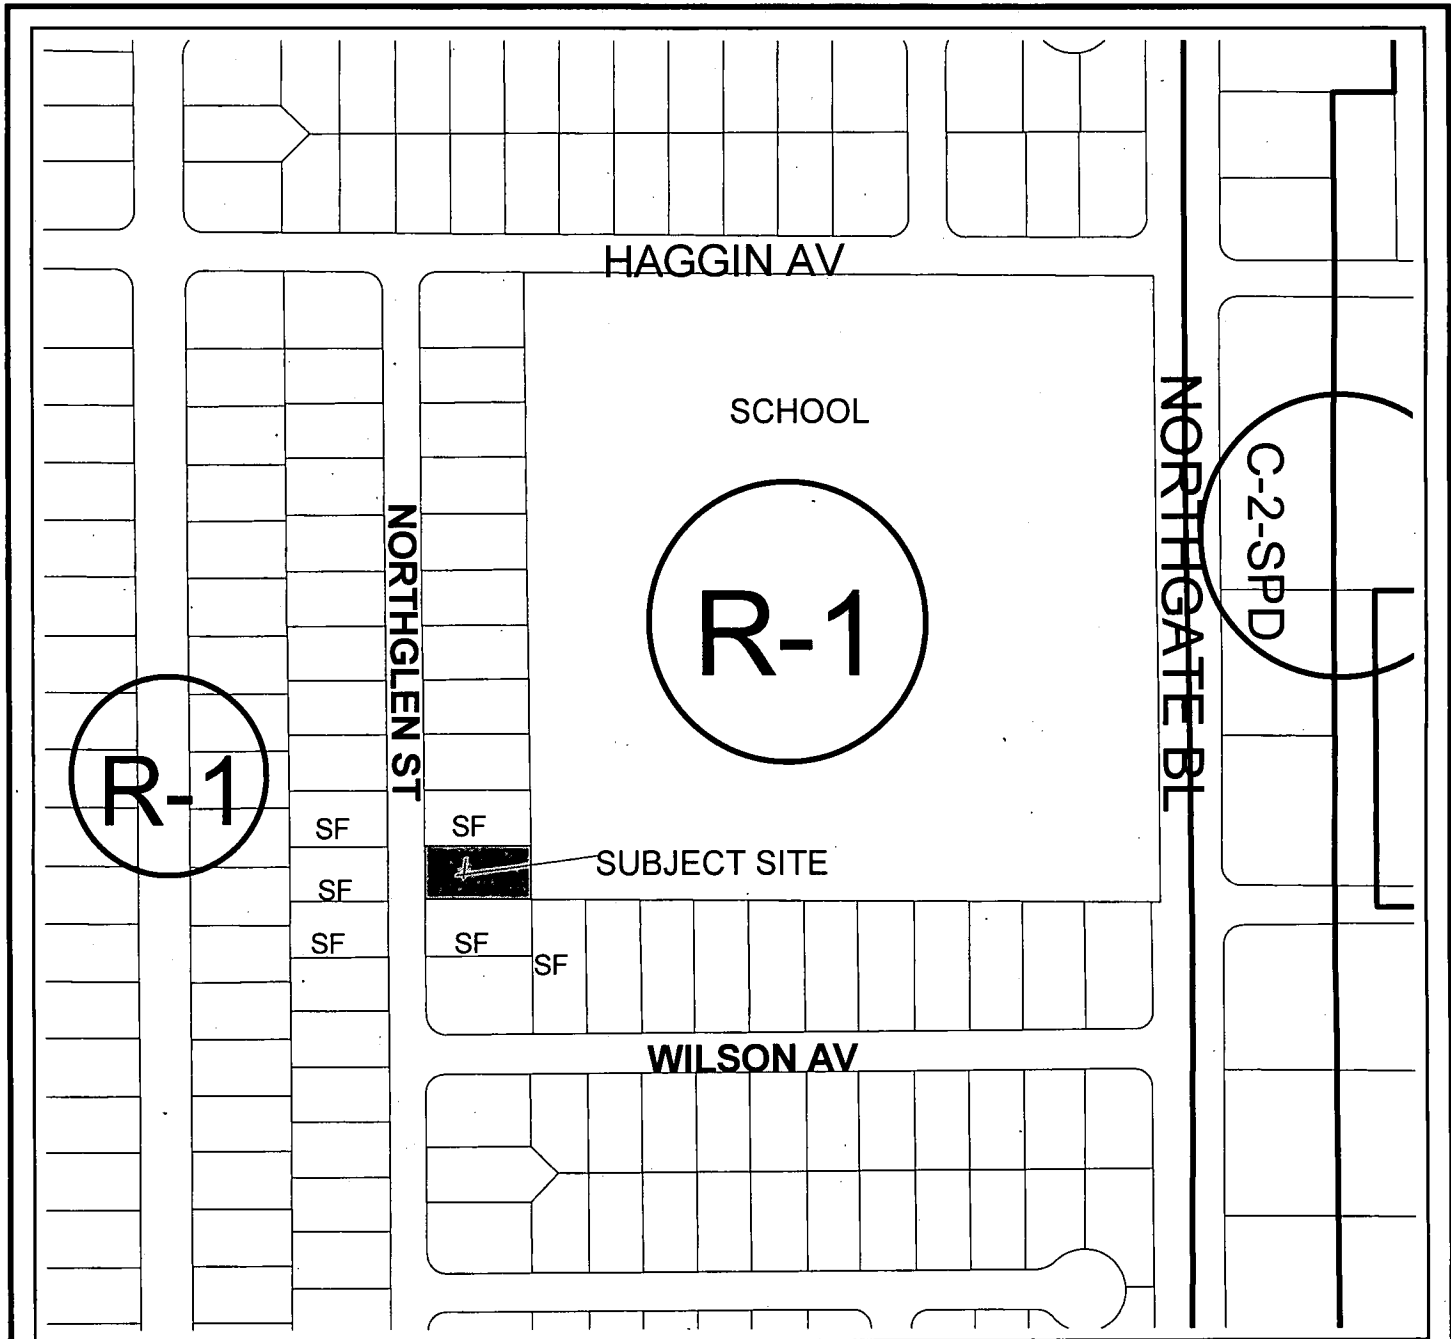 HAGGIN AV
SCHOOL
NORTHGATE BL
C-2-SPD
NORTHGLEN ST
R-1
R-1
SF
SF
SUBJECT SITE
SF
SF
SF
SF
WILSON AV